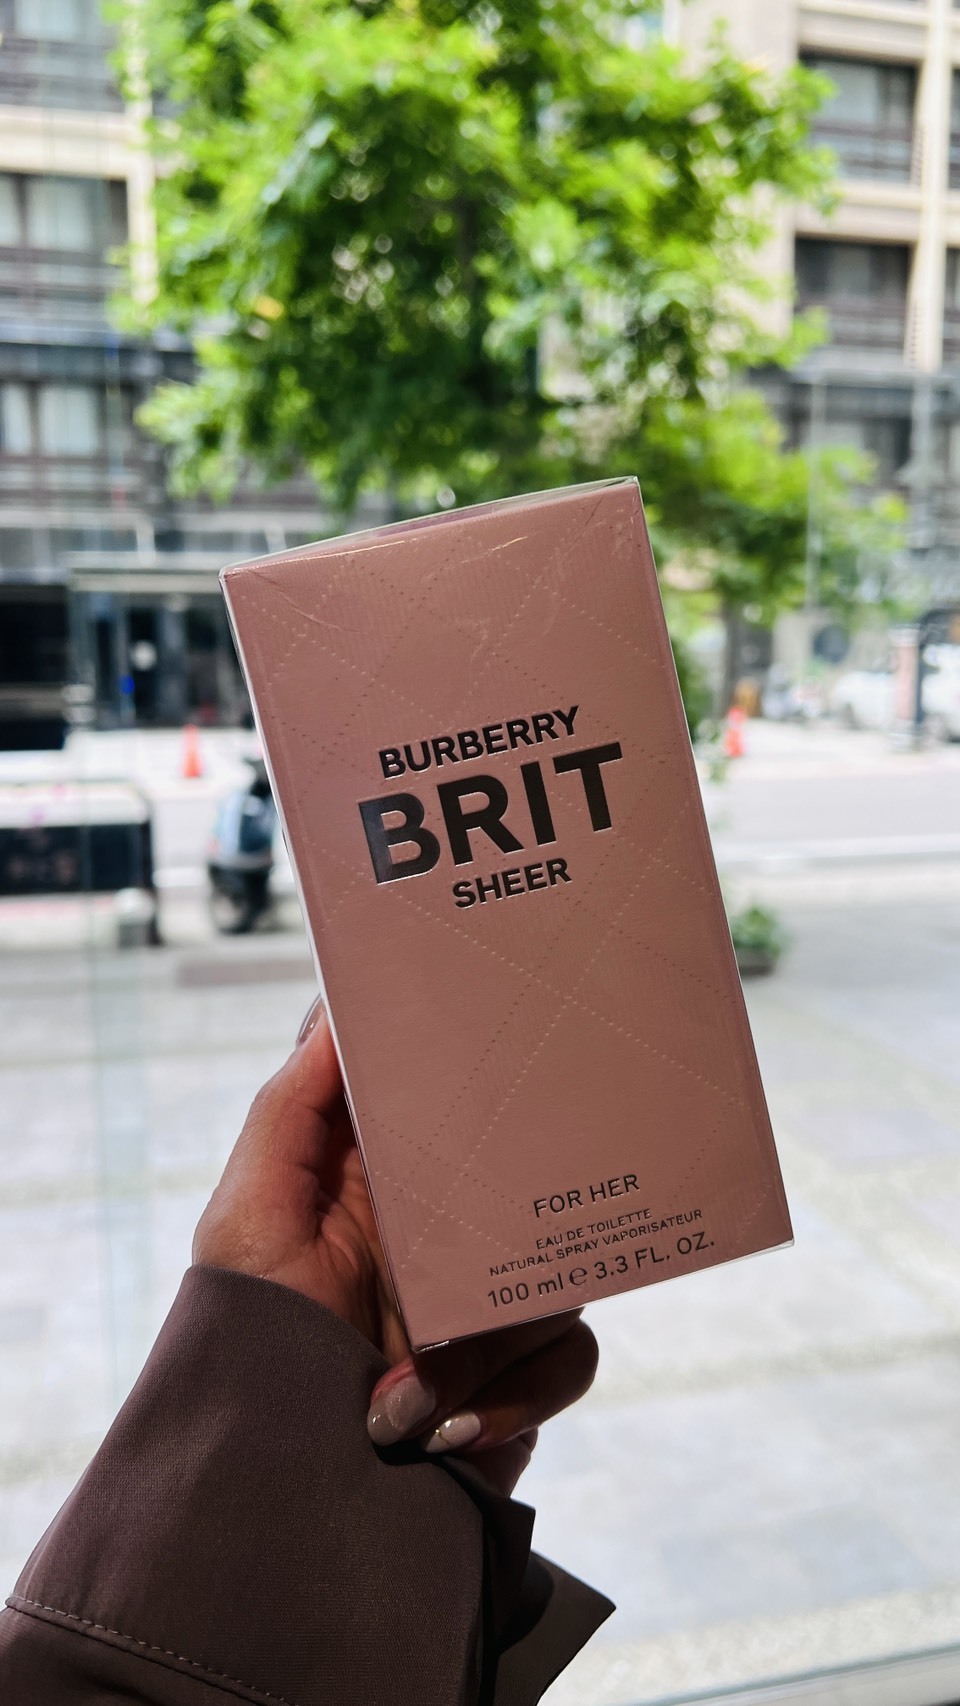 BURBERRY
BRIT
SHEER
FOR HER
EAU DE TOILETTE
NATURAL SPRAY VAPORISATEUR
100 ml ℮ 3.3 FL. OZ.